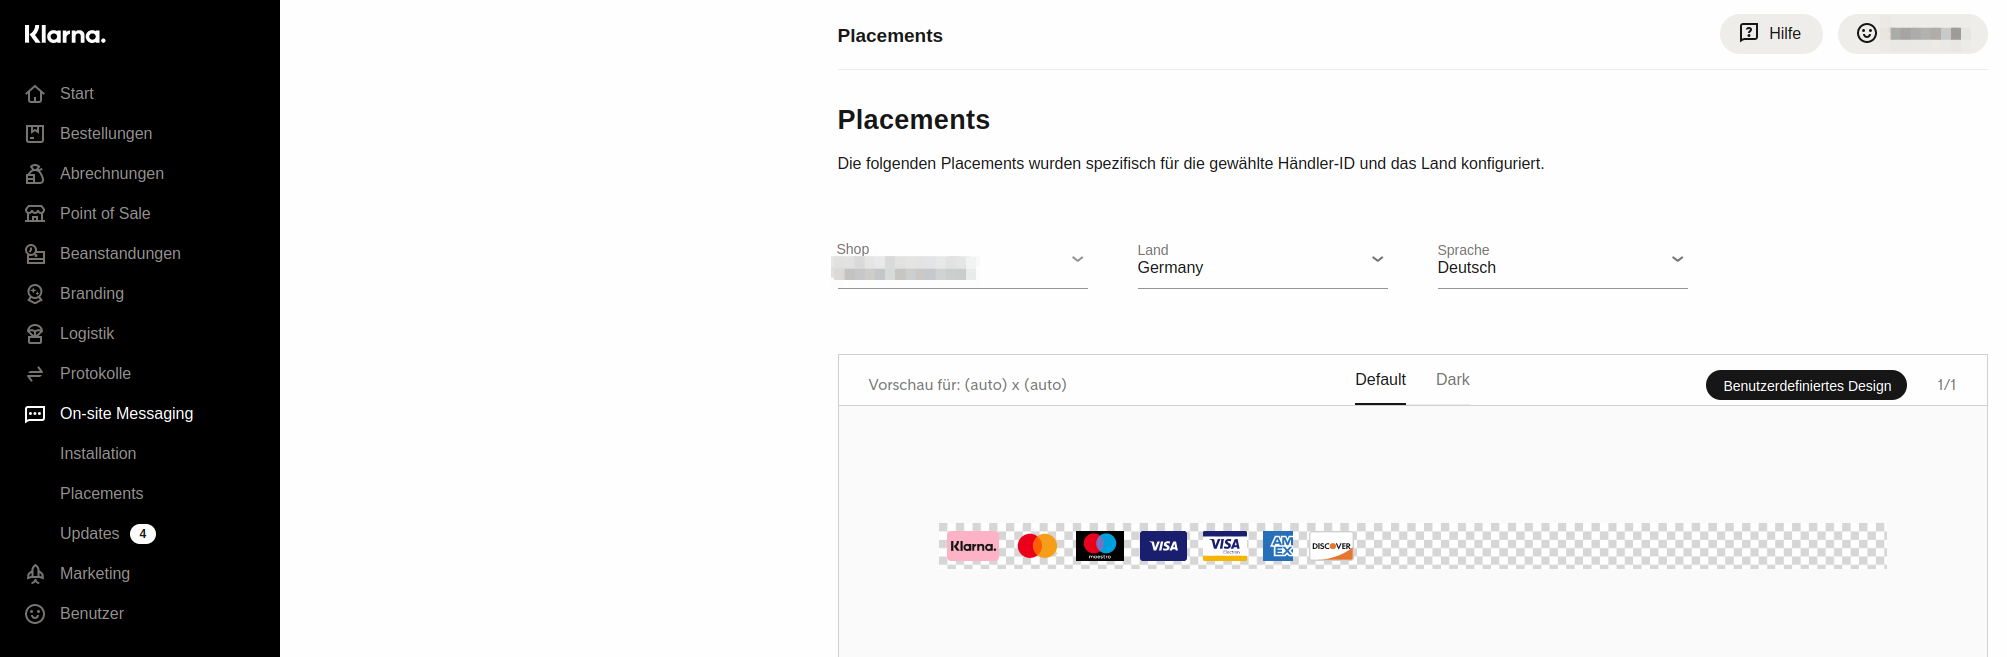 Klarna.
Start
Bestellungen
Abrechnungen
Point of Sale
Beanstandungen
Branding
Logistik
Protokolle
On-site Messaging
Installation
Placements
Updates 4
Marketing
Benutzer
Placements
Hilfe
Placements
Die folgenden Placements wurden spezifisch für die gewählte Händler-ID und das Land konfiguriert.
Shop
Land
Germany
Sprache
Deutsch
Vorschau für: (auto) x (auto)
Default
Dark
Benutzerdefiniertes Design
1/1
Klarna.
maestro
VISA
VISA
Electron
AM
EX
DISCOVER